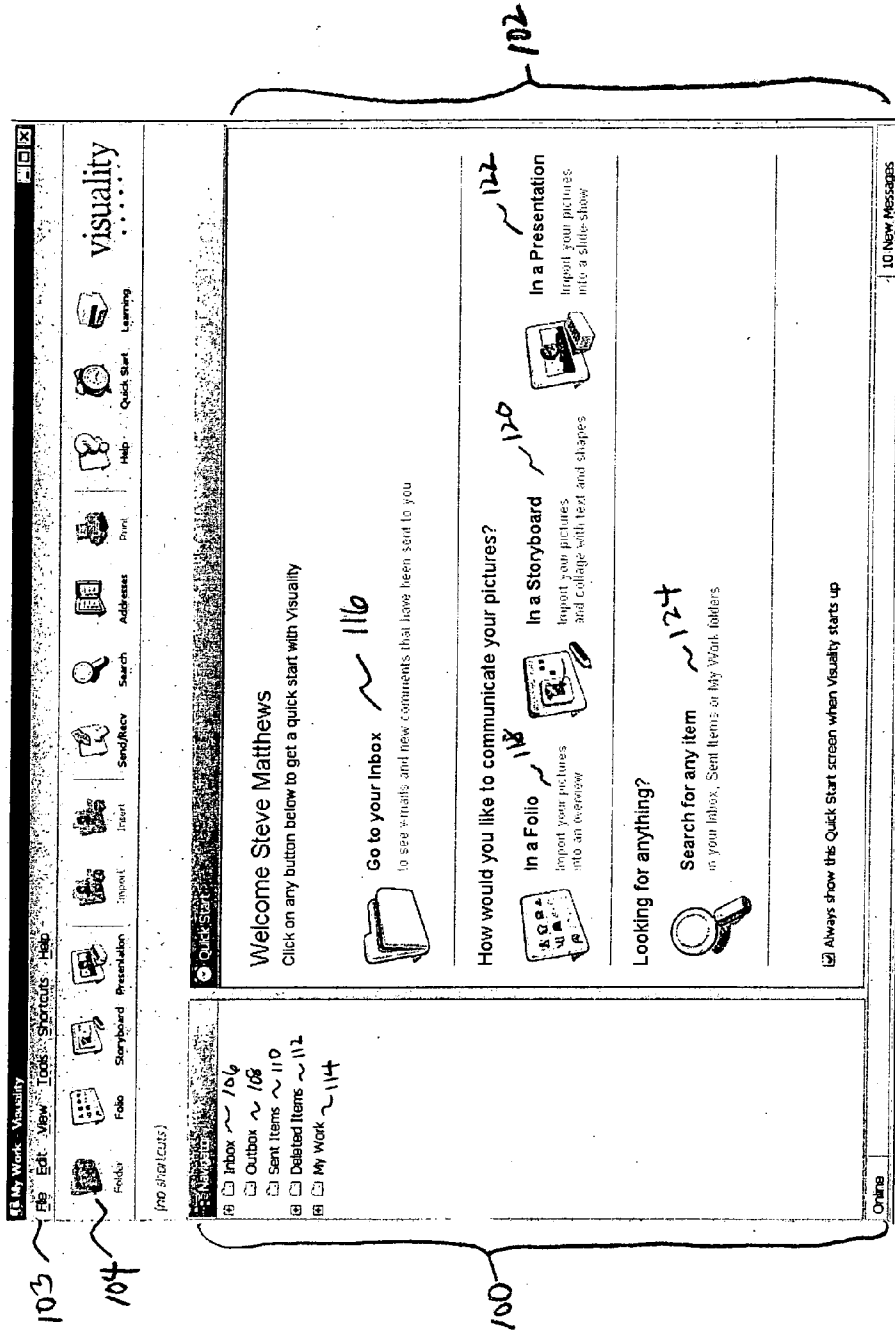 My Work - Visuality
103
File Edit View Tools Shortcuts Help
104
Folder Folio Storyboard Presentation Import Insert Send/Recv Search Addresses Print Help Quick Start Learning
visuality
(no shortcuts)
Navigator
Quick Start
100
102
Inbox ~ 106
Outbox ~ 108
Sent Items ~ 110
Deleted Items ~ 112
My Work ~ 114
Welcome Steve Matthews
Click on any button below to get a quick start with Visuality
Go to your Inbox ~ 116
to see e-mails and new comments that have been sent to you
How would you like to communicate your pictures?
In a Folio ~ 118
Import your pictures
into an overview
In a Storyboard ~ 120
Import your pictures
and collage with text and shapes
In a Presentation ~ 122
Import your pictures
into a slide-show
Looking for anything?
Search for any item ~ 124
in your Inbox, Sent Items or My Work folders
Always show this Quick Start screen when Visuality starts up
Online
10 New Messages